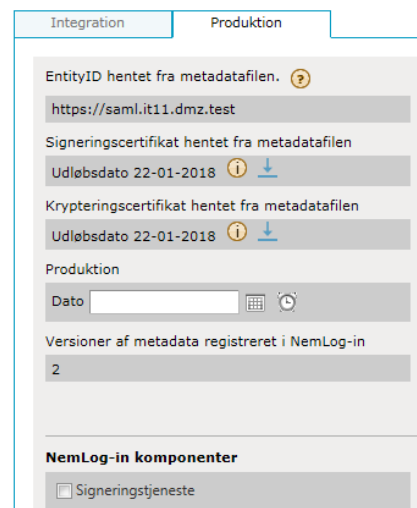 Integration
Produktion
EntityID hentet fra metadatafilen.
https://saml.it11.dmz.test
Signeringscertifikat hentet fra metadatafilen
Udløbsdato 22-01-2018
Krypteringscertifikat hentet fra metadatafilen
Udløbsdato 22-01-2018
Produktion
Dato
Versioner af metadata registreret i NemLog-in
2
NemLog-in komponenter
Signeringstjeneste